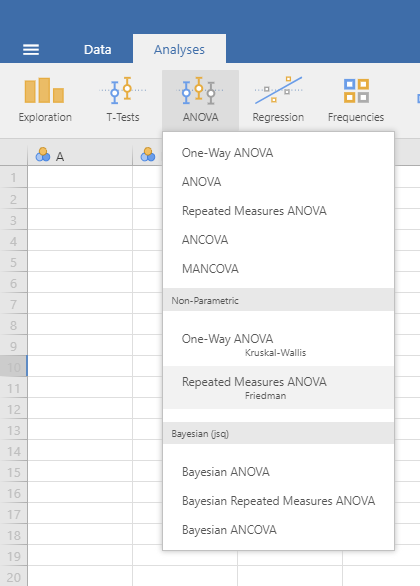 Data Analyses
Exploration T-Tests ANOVA Regression Frequencies
A
One-Way ANOVA
ANOVA
Repeated Measures ANOVA
ANCOVA
MANCOVA
Non-Parametric
One-Way ANOVA
Kruskal-Wallis
Repeated Measures ANOVA
Friedman
Bayesian (jsq)
Bayesian ANOVA
Bayesian Repeated Measures ANOVA
Bayesian ANCOVA
1
2
3
4
5
6
7
8
9
10
11
12
13
14
15
16
17
18
19
20